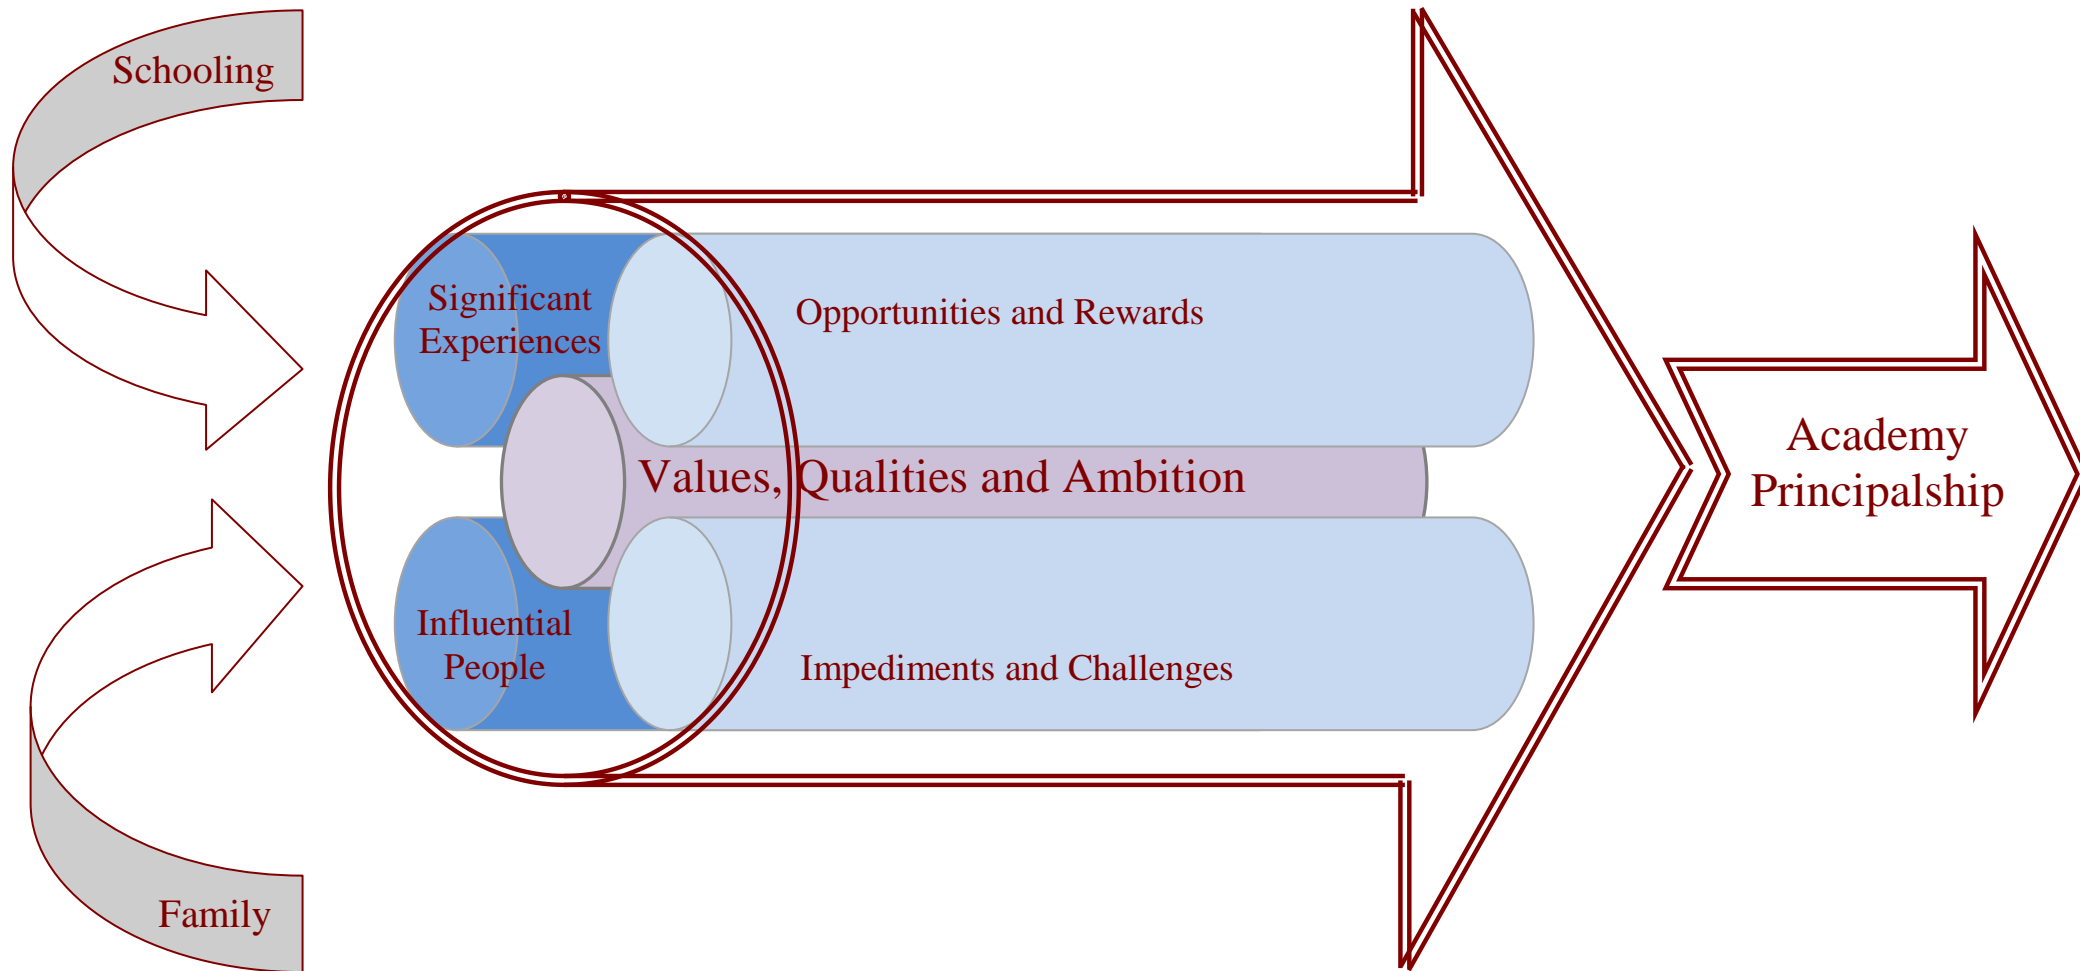 Schooling
Significant
Experiences
Opportunities and Rewards
Values, Qualities and Ambition
Academy
Principalship
Influential
People
Impediments and Challenges
Family